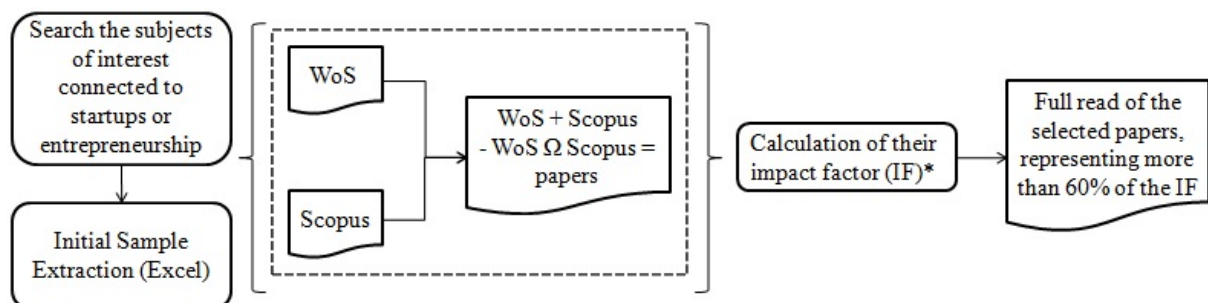 Search the subjects
of interest
connected to
startups or
entrepreneurship
Initial Sample
Extraction (Excel)
WoS
Scopus
WoS + Scopus
- WoS Ω Scopus =
papers
Calculation of their
impact factor (IF)*
Full read of the
selected papers,
representing more
than 60% of the IF